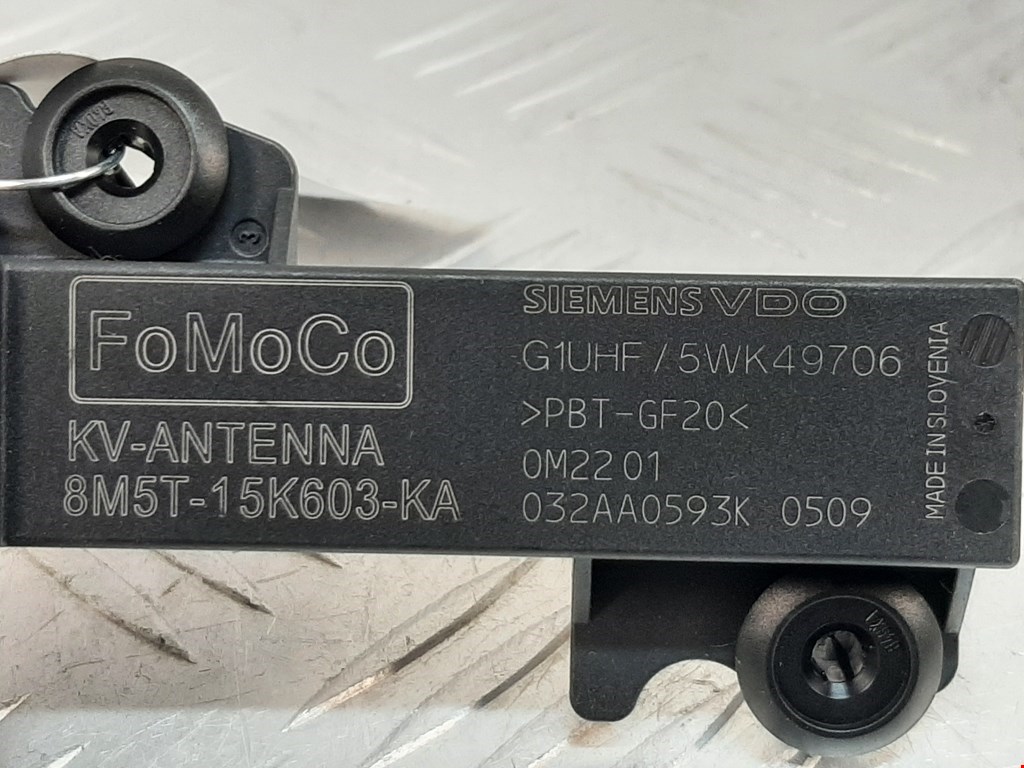 3
FoMoCo
KV-ANTENNA
8M5T-15K603-KA
SIEMENS VDO
G1UHF/5WK49706
>PBT-GF20<
0M22 01
032AA0593K 0509
MADE IN SLOVENIA